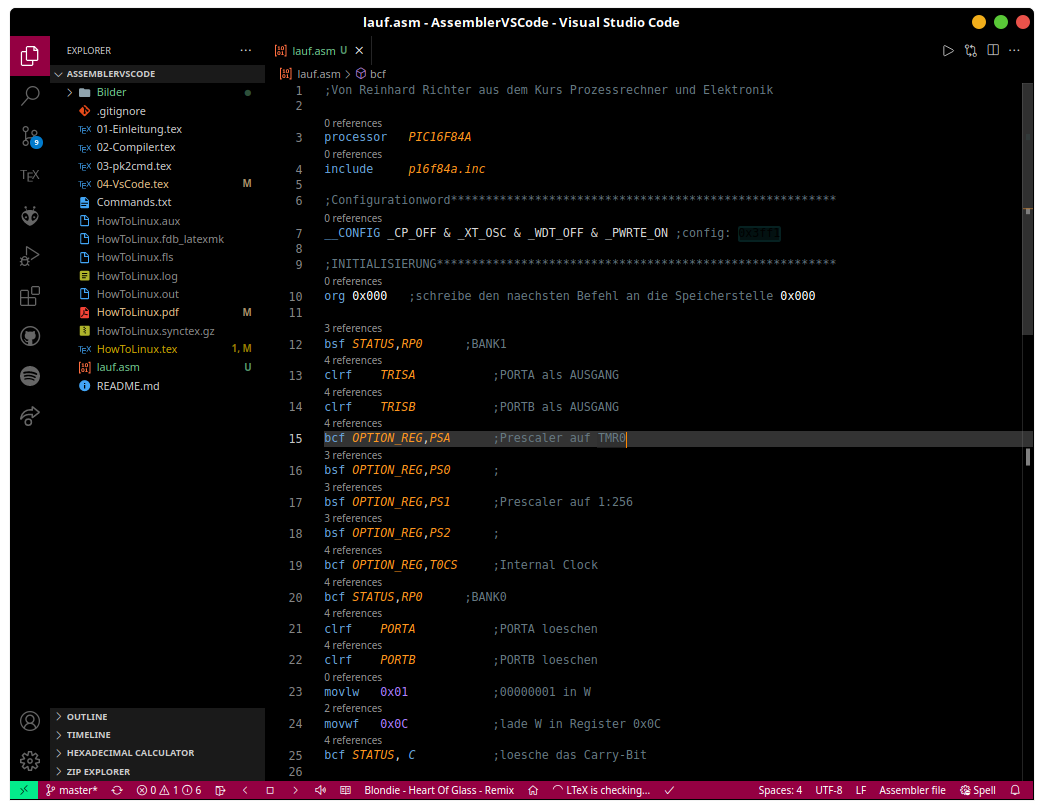 lauf.asm - AssemblerVSCode - Visual Studio Code
EXPLORER
ASSEMBLERVSCODE
Bilder
.gitignore
01-Einleitung.tex
02-Compiler.tex
03-pk2cmd.tex
04-VsCode.tex M
Commands.txt
HowToLinux.aux
HowToLinux.fdb_latexmk
HowToLinux.fls
HowToLinux.log
HowToLinux.out
HowToLinux.pdf M
HowToLinux.synctex.gz
HowToLinux.tex 1, M
lauf.asm U
README.md
OUTLINE
TIMELINE
HEXADECIMAL CALCULATOR
ZIP EXPLORER
9
TEX
lauf.asm U
lauf.asm > bcf
1 ;Von Reinhard Richter aus dem Kurs Prozessrechner und Elektronik
2
0 references
3 processor PIC16F84A
0 references
4 include p16f84a.inc
5
6 ;Configurationword*******************************************************
0 references
7 __CONFIG _CP_OFF & _XT_OSC & _WDT_OFF & _PWRTE_ON ;config:
8
9 ;INITIALISIERUNG*********************************************************
0 references
10 org 0x000 ;schreibe den naechsten Befehl an die Speicherstelle 0x000
11
3 references
12 bsf STATUS,RP0 ;BANK1
4 references
13 clrf TRISA ;PORTA als AUSGANG
4 references
14 clrf TRISB ;PORTB als AUSGANG
4 references
15 bcf OPTION_REG,PSA ;Prescaler auf TMR0
3 references
16 bsf OPTION_REG,PS0 ;
3 references
17 bsf OPTION_REG,PS1 ;Prescaler auf 1:256
3 references
18 bsf OPTION_REG,PS2 ;
4 references
19 bcf OPTION_REG,T0CS ;Internal Clock
4 references
20 bcf STATUS,RP0 ;BANK0
4 references
21 clrf PORTA ;PORTA loeschen
4 references
22 clrf PORTB ;PORTB loeschen
0 references
23 movlw 0x01 ;00000001 in W
2 references
24 movwf 0x0C ;lade W in Register 0x0C
4 references
25 bcf STATUS, C ;loesche das Carry-Bit
26
master* 0 1 6 Blondie - Heart Of Glass - Remix LTeX is checking... Spaces: 4 UTF-8 LF Assembler file Spell